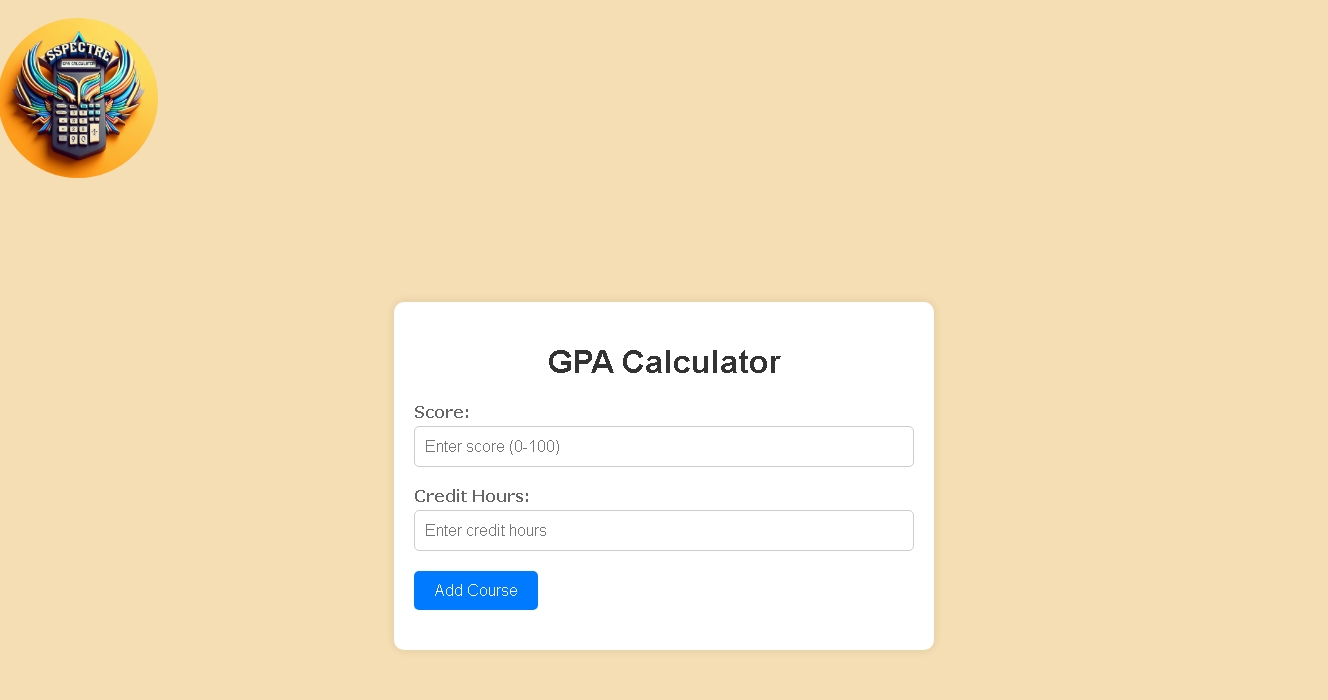 SSPECTRE
GPA CALCULATOR
GPA Calculator
Score:
Enter score (0-100)
Credit Hours:
Enter credit hours
Add Course